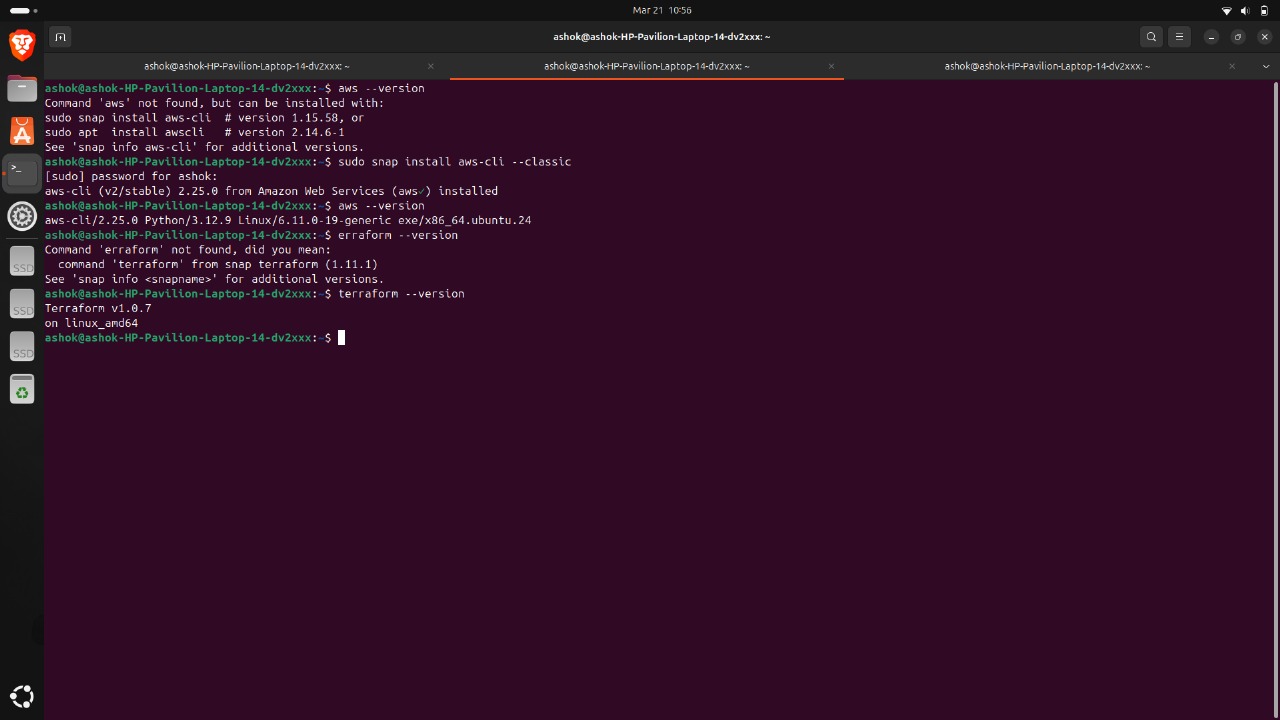 Mar 21 10:56
ashok@ashok-HP-Pavilion-Laptop-14-dv2xxx: ~
ashok@ashok-HP-Pavilion-Laptop-14-dv2xxx: ~
ashok@ashok-HP-Pavilion-Laptop-14-dv2xxx: ~
ashok@ashok-HP-Pavilion-Laptop-14-dv2xxx: ~
ashok@ashok-HP-Pavilion-Laptop-14-dv2xxx:~$ aws --version
Command 'aws' not found, but can be installed with:
sudo snap install aws-cli  # version 1.15.58, or
sudo apt  install awscli   # version 2.14.6-1
See 'snap info aws-cli' for additional versions.
ashok@ashok-HP-Pavilion-Laptop-14-dv2xxx:~$ sudo snap install aws-cli --classic
[sudo] password for ashok:
aws-cli (v2/stable) 2.25.0 from Amazon Web Services (aws✓) installed
ashok@ashok-HP-Pavilion-Laptop-14-dv2xxx:~$ aws --version
aws-cli/2.25.0 Python/3.12.9 Linux/6.11.0-19-generic exe/x86_64.ubuntu.24
ashok@ashok-HP-Pavilion-Laptop-14-dv2xxx:~$ erraform --version
Command 'erraform' not found, did you mean:
  command 'terraform' from snap terraform (1.11.1)
See 'snap info <snapname>' for additional versions.
ashok@ashok-HP-Pavilion-Laptop-14-dv2xxx:~$ terraform --version
Terraform v1.0.7
on linux_amd64
ashok@ashok-HP-Pavilion-Laptop-14-dv2xxx:~$
SSD
SSD
SSD